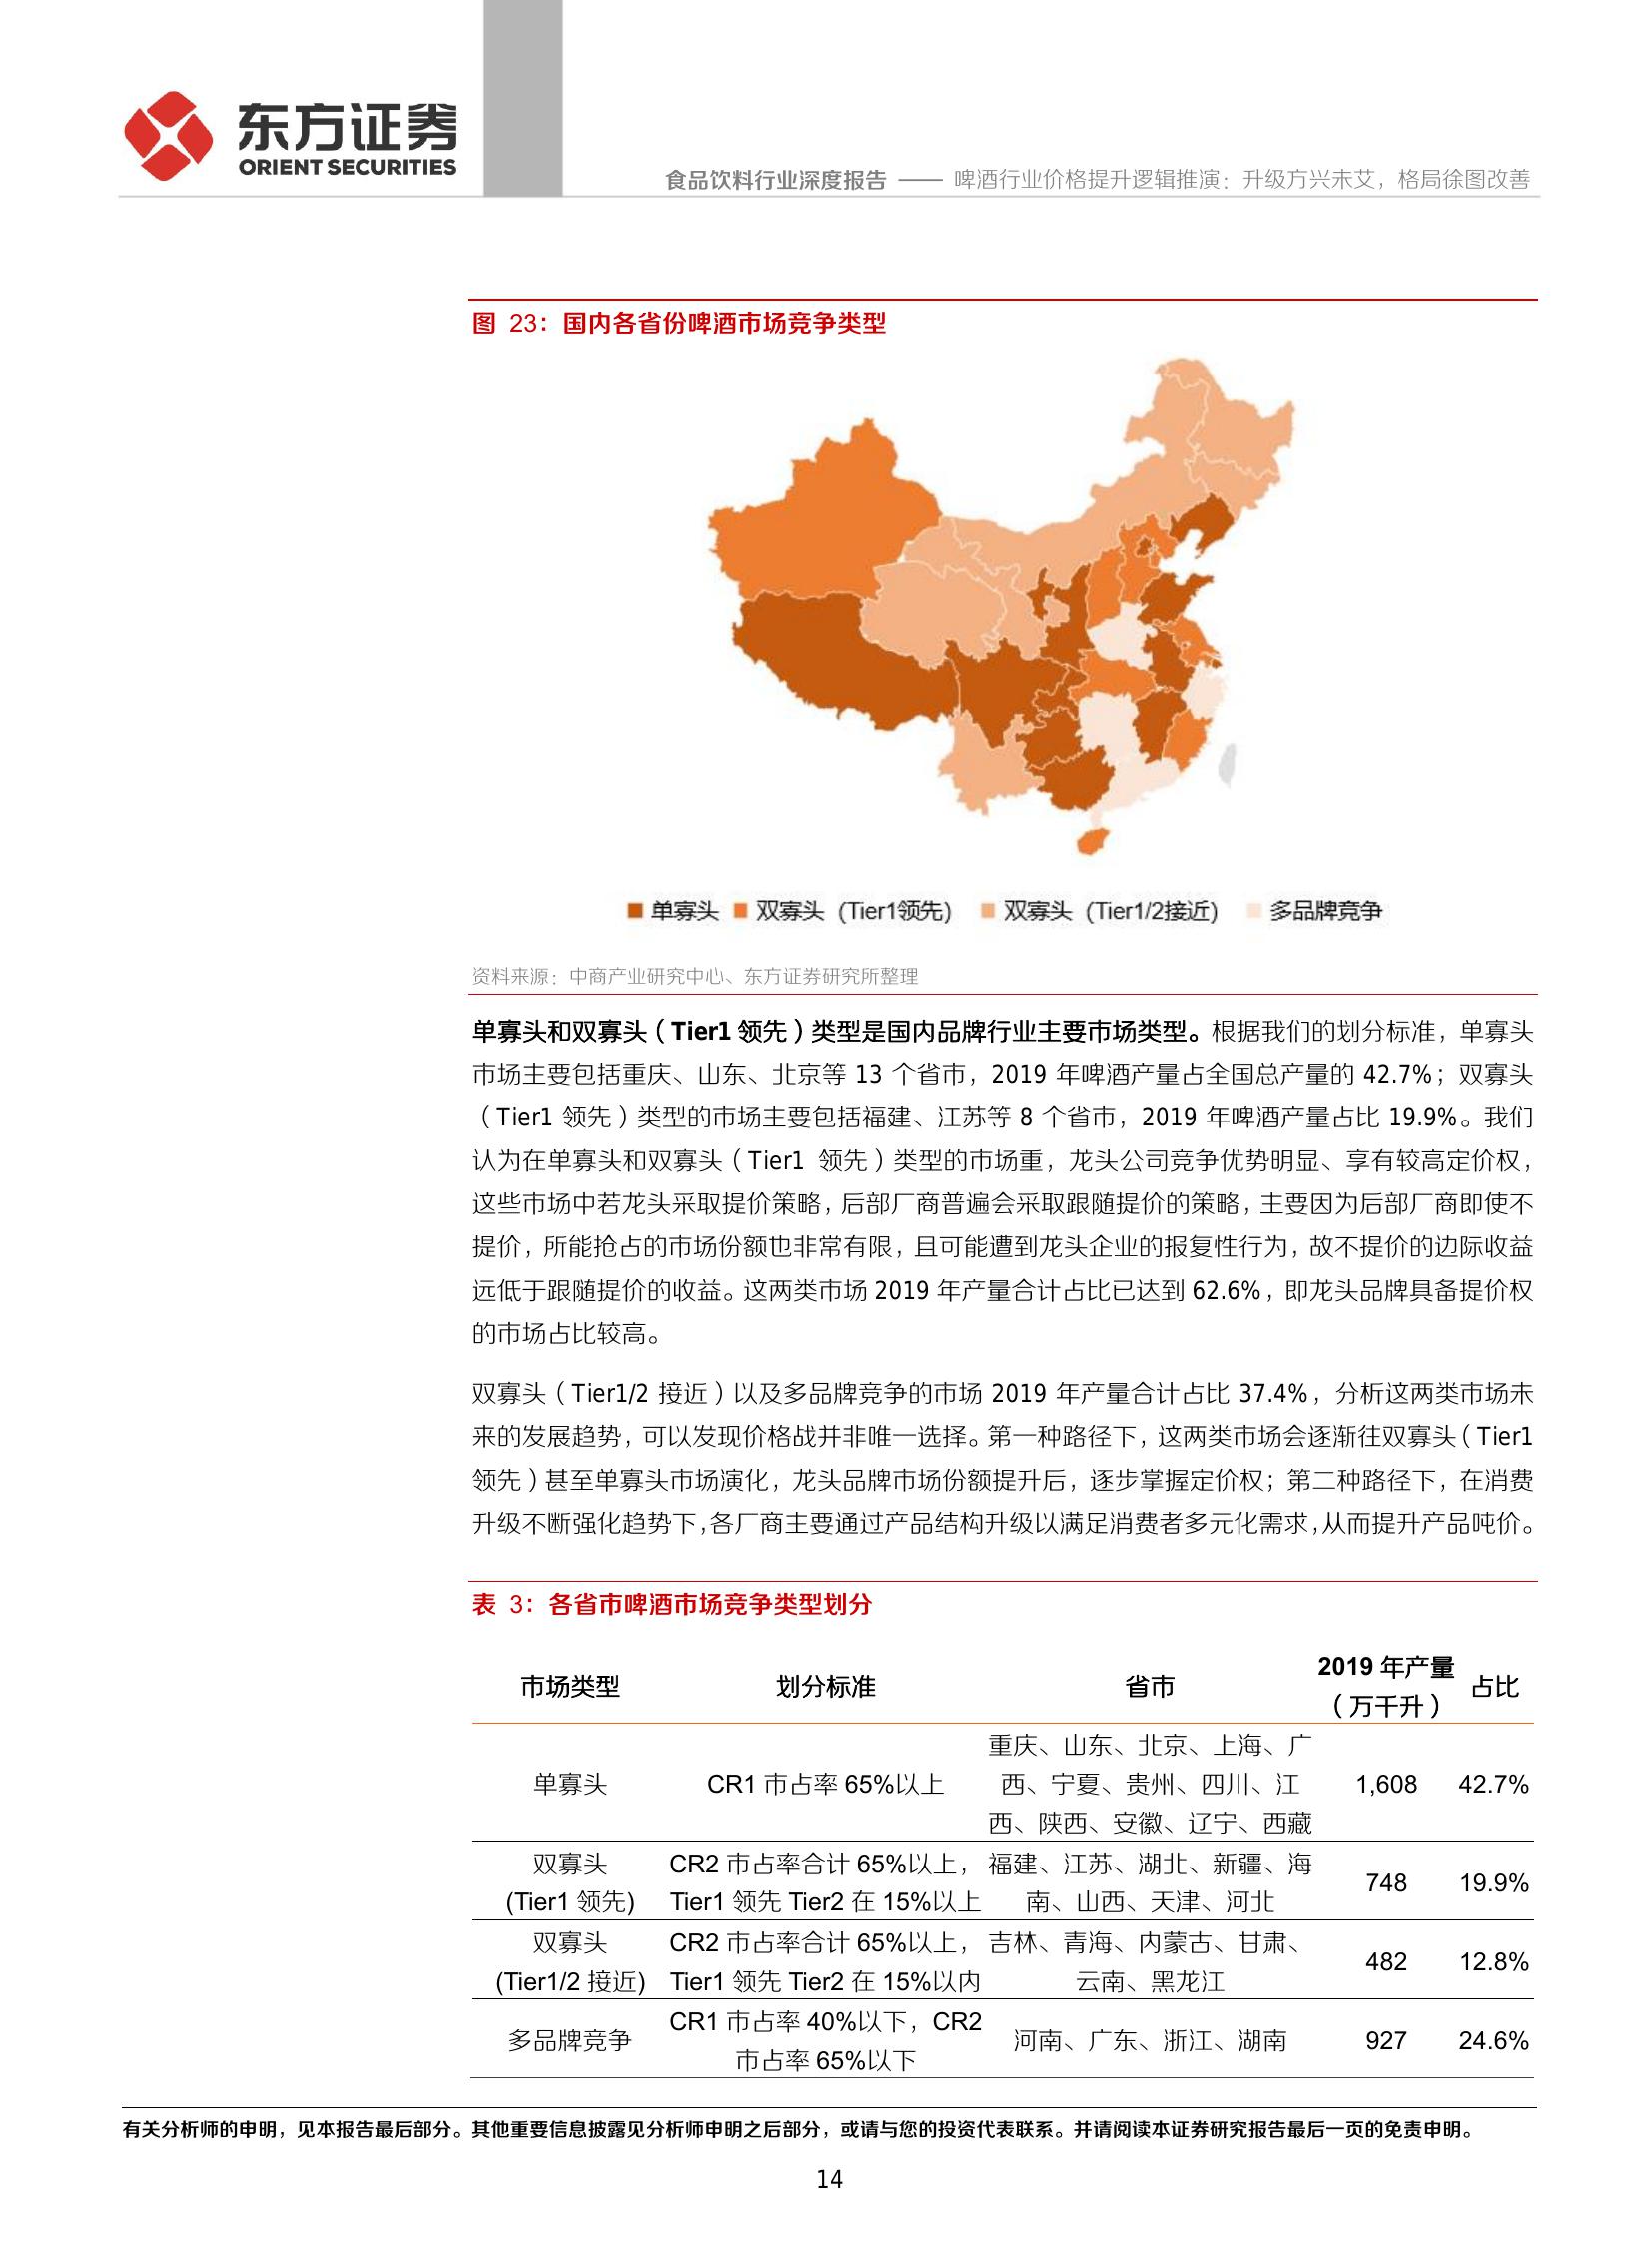 东方证券
ORIENT SECURITIES
食品饮料行业深度报告 —— 啤酒行业价格提升逻辑推演：升级方兴未艾，格局徐图改善
图 23：国内各省份啤酒市场竞争类型
单寡头 双寡头（Tier1领先） 双寡头（Tier1/2接近） 多品牌竞争
资料来源：中商产业研究中心、东方证券研究所整理
单寡头和双寡头（Tier1 领先）类型是国内品牌行业主要市场类型。根据我们的划分标准，单寡头
市场主要包括重庆、山东、北京等 13 个省市，2019 年啤酒产量占全国总产量的 42.7%；双寡头
（Tier1 领先）类型的市场主要包括福建、江苏等 8 个省市，2019 年啤酒产量占比 19.9%。我们
认为在单寡头和双寡头（Tier1 领先）类型的市场重，龙头公司竞争优势明显、享有较高定价权，
这些市场中若龙头采取提价策略，后部厂商普遍会采取跟随提价的策略，主要因为后部厂商即使不
提价，所能抢占的市场份额也非常有限，且可能遭到龙头企业的报复性行为，故不提价的边际收益
远低于跟随提价的收益。这两类市场 2019 年产量合计占比已达到 62.6%，即龙头品牌具备提价权
的市场占比较高。
双寡头（Tier1/2 接近）以及多品牌竞争的市场 2019 年产量合计占比 37.4%，分析这两类市场未
来的发展趋势，可以发现价格战并非唯一选择。第一种路径下，这两类市场会逐渐往双寡头（Tier1
领先）甚至单寡头市场演化，龙头品牌市场份额提升后，逐步掌握定价权；第二种路径下，在消费
升级不断强化趋势下，各厂商主要通过产品结构升级以满足消费者多元化需求，从而提升产品吨价。
表 3：各省市啤酒市场竞争类型划分
市场类型 划分标准 省市 2019 年产量（万千升） 占比
单寡头 CR1 市占率 65%以上 重庆、山东、北京、上海、广西、宁夏、贵州、四川、江西、陕西、安徽、辽宁、西藏 1,608 42.7%
双寡头(Tier1 领先) CR2 市占率合计 65%以上，Tier1 领先 Tier2 在 15%以上 福建、江苏、湖北、新疆、海南、山西、天津、河北 748 19.9%
双寡头(Tier1/2 接近) CR2 市占率合计 65%以上，Tier1 领先 Tier2 在 15%以内 吉林、青海、内蒙古、甘肃、云南、黑龙江 482 12.8%
多品牌竞争 CR1 市占率 40%以下，CR2 市占率 65%以下 河南、广东、浙江、湖南 927 24.6%
有关分析师的申明，见本报告最后部分。其他重要信息披露见分析师申明之后部分，或请与您的投资代表联系。并请阅读本证券研究报告最后一页的免责申明。
14